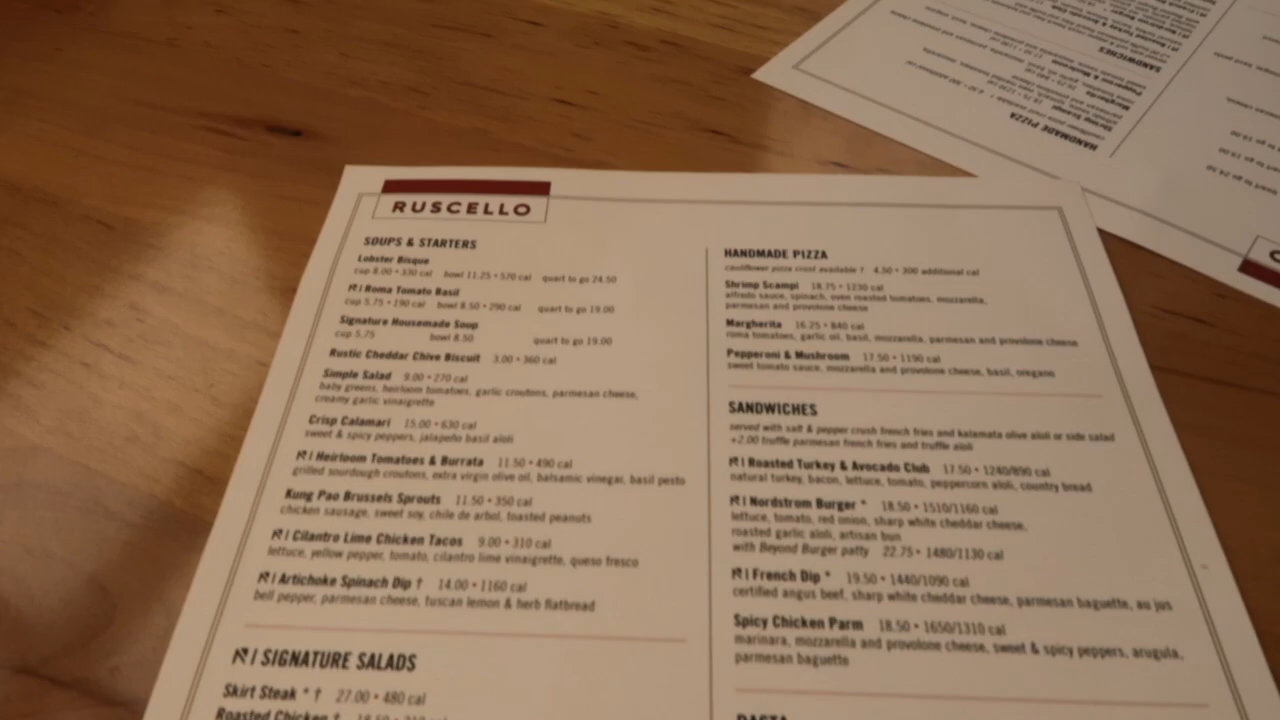 RUSCELLO
SOUPS & STARTERS
Lobster Bisque
cup 8.00 • 330 cal bowl 11.25 • 570 cal quart to go 24.50
R | Roma Tomato Basil
cup 5.75 • 190 cal bowl 8.50 • 290 cal quart to go 19.00
Signature Housemade Soup
cup 5.75 bowl 8.50 quart to go 19.00
Rustic Cheddar Chive Biscuit 3.00 • 360 cal
Simple Salad 9.00 • 270 cal
baby greens, heirloom tomatoes, garlic croutons, parmesan cheese,
creamy garlic vinaigrette
Crisp Calamari 15.00 • 630 cal
sweet & spicy peppers, jalapeño basil aioli
R | Heirloom Tomatoes & Burrata 11.50 • 490 cal
grilled sourdough croutons, extra virgin olive oil, balsamic vinegar, basil pesto
Kung Pao Brussels Sprouts 11.50 • 350 cal
chicken sausage, sweet soy, chile de arbol, toasted peanuts
R | Cilantro Lime Chicken Tacos 9.00 • 310 cal
lettuce, yellow pepper, tomato, cilantro lime vinaigrette, queso fresco
R | Artichoke Spinach Dip † 14.00 • 1160 cal
bell pepper, parmesan cheese, tuscan lemon & herb flatbread
R | SIGNATURE SALADS
Skirt Steak * † 27.00 • 480 cal
Roasted Chicken †
HANDMADE PIZZA
cauliflower pizza crust available † 4.50 • 300 additional cal
Shrimp Scampi 18.75 • 1230 cal
alfredo sauce, spinach, oven roasted tomatoes, mozzarella,
parmesan and provolone cheese
Margherita 16.25 • 840 cal
roma tomatoes, garlic oil, basil, mozzarella, parmesan and provolone cheese
Pepperoni & Mushroom 17.50 • 1190 cal
sweet tomato sauce, mozzarella and provolone cheese, basil, oregano
SANDWICHES
served with salt & pepper crush french fries and kalamata olive aioli or side salad
+2.00 truffle parmesan french fries and truffle aioli
R | Roasted Turkey & Avocado Club 17.50 • 1240/890 cal
natural turkey, bacon, lettuce, tomato, peppercorn aioli, country bread
R | Nordstrom Burger * 18.50 • 1510/1160 cal
lettuce, tomato, red onion, sharp white cheddar cheese,
roasted garlic aioli, artisan bun
with Beyond Burger patty 22.75 • 1480/1130 cal
R | French Dip * 19.50 • 1440/1090 cal
certified angus beef, sharp white cheddar cheese, parmesan baguette, au jus
Spicy Chicken Parm 18.50 • 1650/1310 cal
marinara, mozzarella and provolone cheese, sweet & spicy peppers, arugula,
parmesan baguette
PASTA
HANDMADE PIZZA
Shrimp Scampi
Margherita
Pepperoni & Mushroom
SANDWICHES